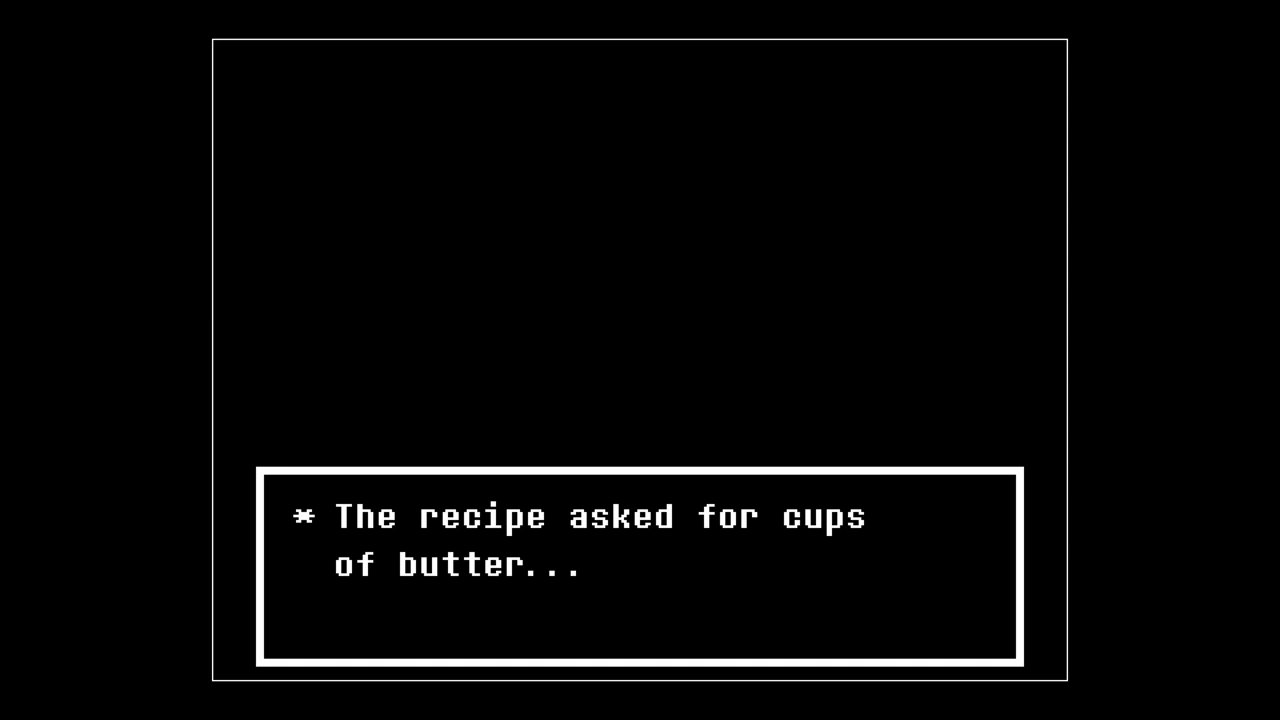 * The recipe asked for cups
of butter...